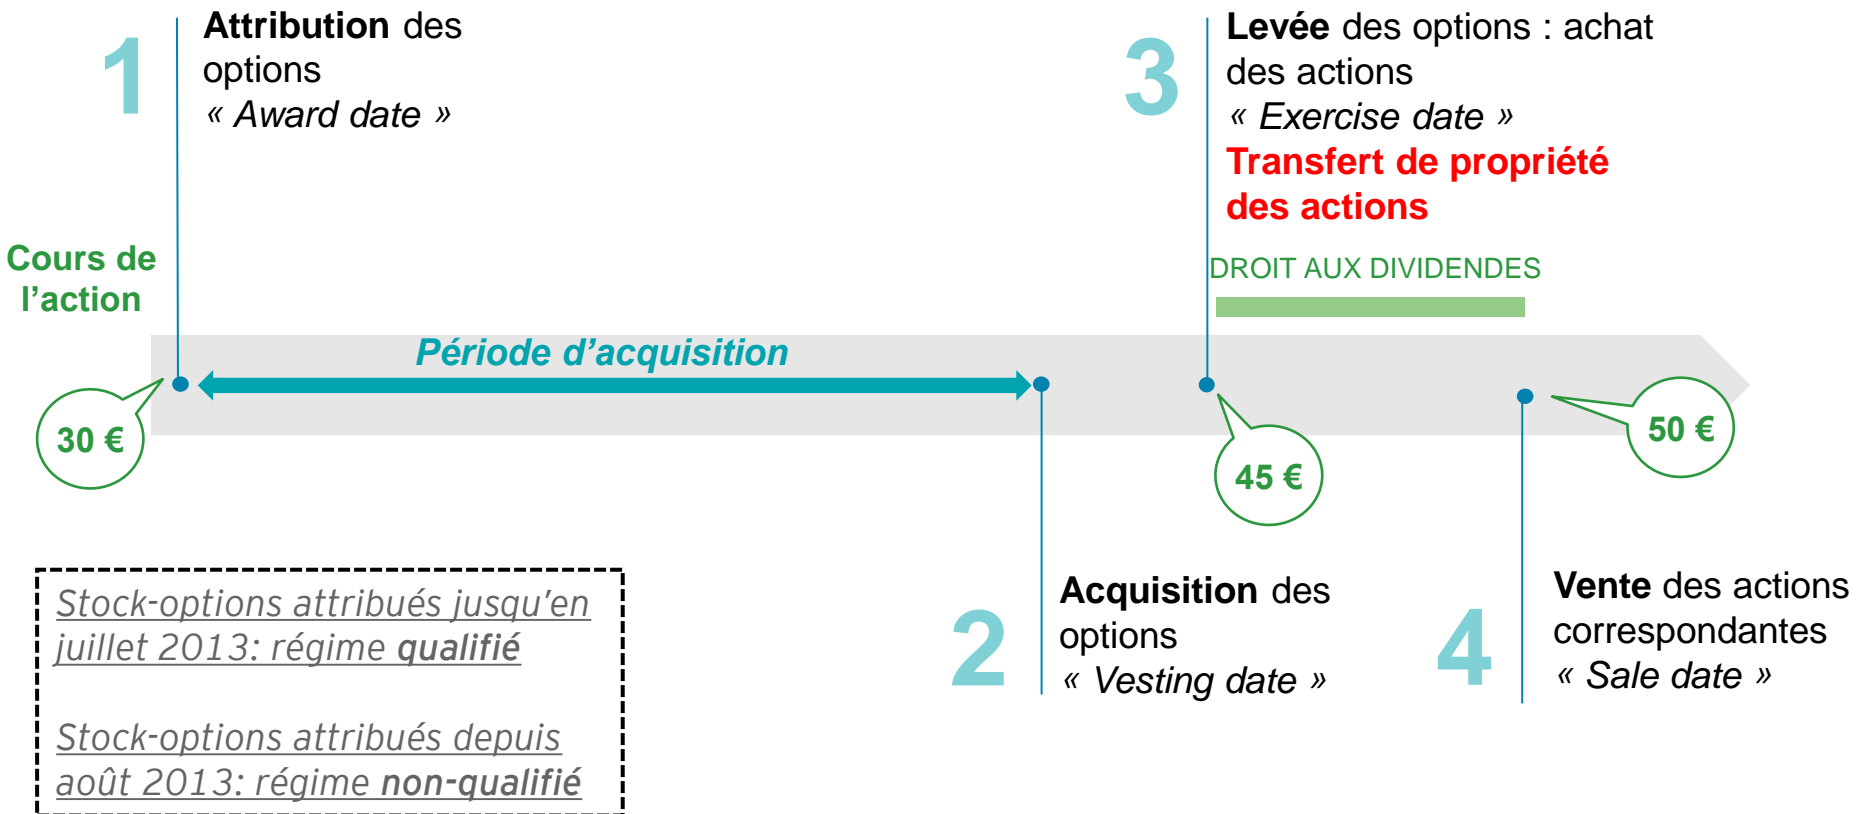 1
Attribution des
options
« Award date »
3
Levée des options : achat
des actions
« Exercise date »
Transfert de propriété
des actions
Cours de
l’action
DROIT AUX DIVIDENDES
Période d’acquisition
30 €
45 €
50 €
2
Acquisition des
options
« Vesting date »
4
Vente des actions
correspondantes
« Sale date »
Stock-options attribués jusqu’en
juillet 2013: régime qualifié
Stock-options attribués depuis
août 2013: régime non-qualifié